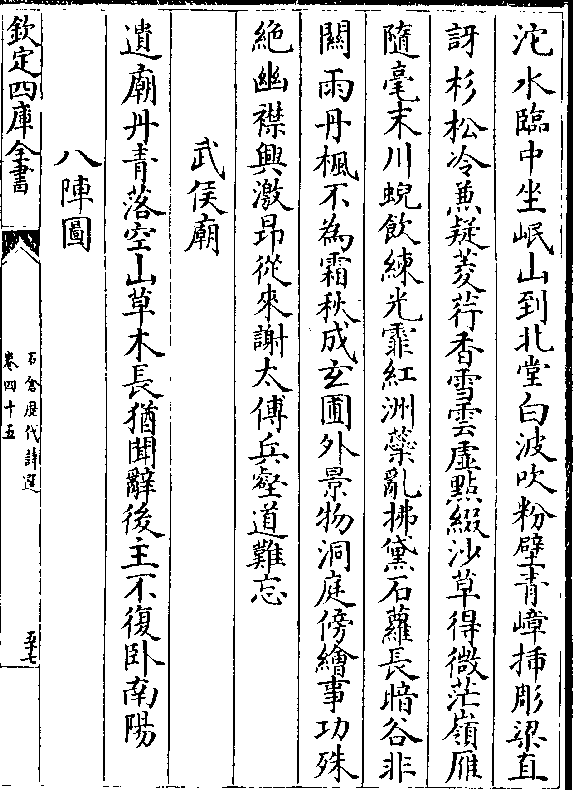 沱水臨中坐岷山到北堂白波吹粉壁青嶂揷彫梁直
訝杉松冷兼疑菱荇香雪雲虛點綴沙草得微茫嶺雁
隨毫末川蜺飲練光霏紅洲蘂亂拂黛石蘿長暗谷非
關雨丹楓不為霜秋成玄圃外景物洞庭傍繪事功殊
絶幽襟興激昂從來謝太傅丘壑道難忘
武侯廟
遺廟丹青落空山草木長猶聞辭後主不復卧南陽
八陣圖
欽定四庫全書
石倉歷代詩選
卷四十五
五十七